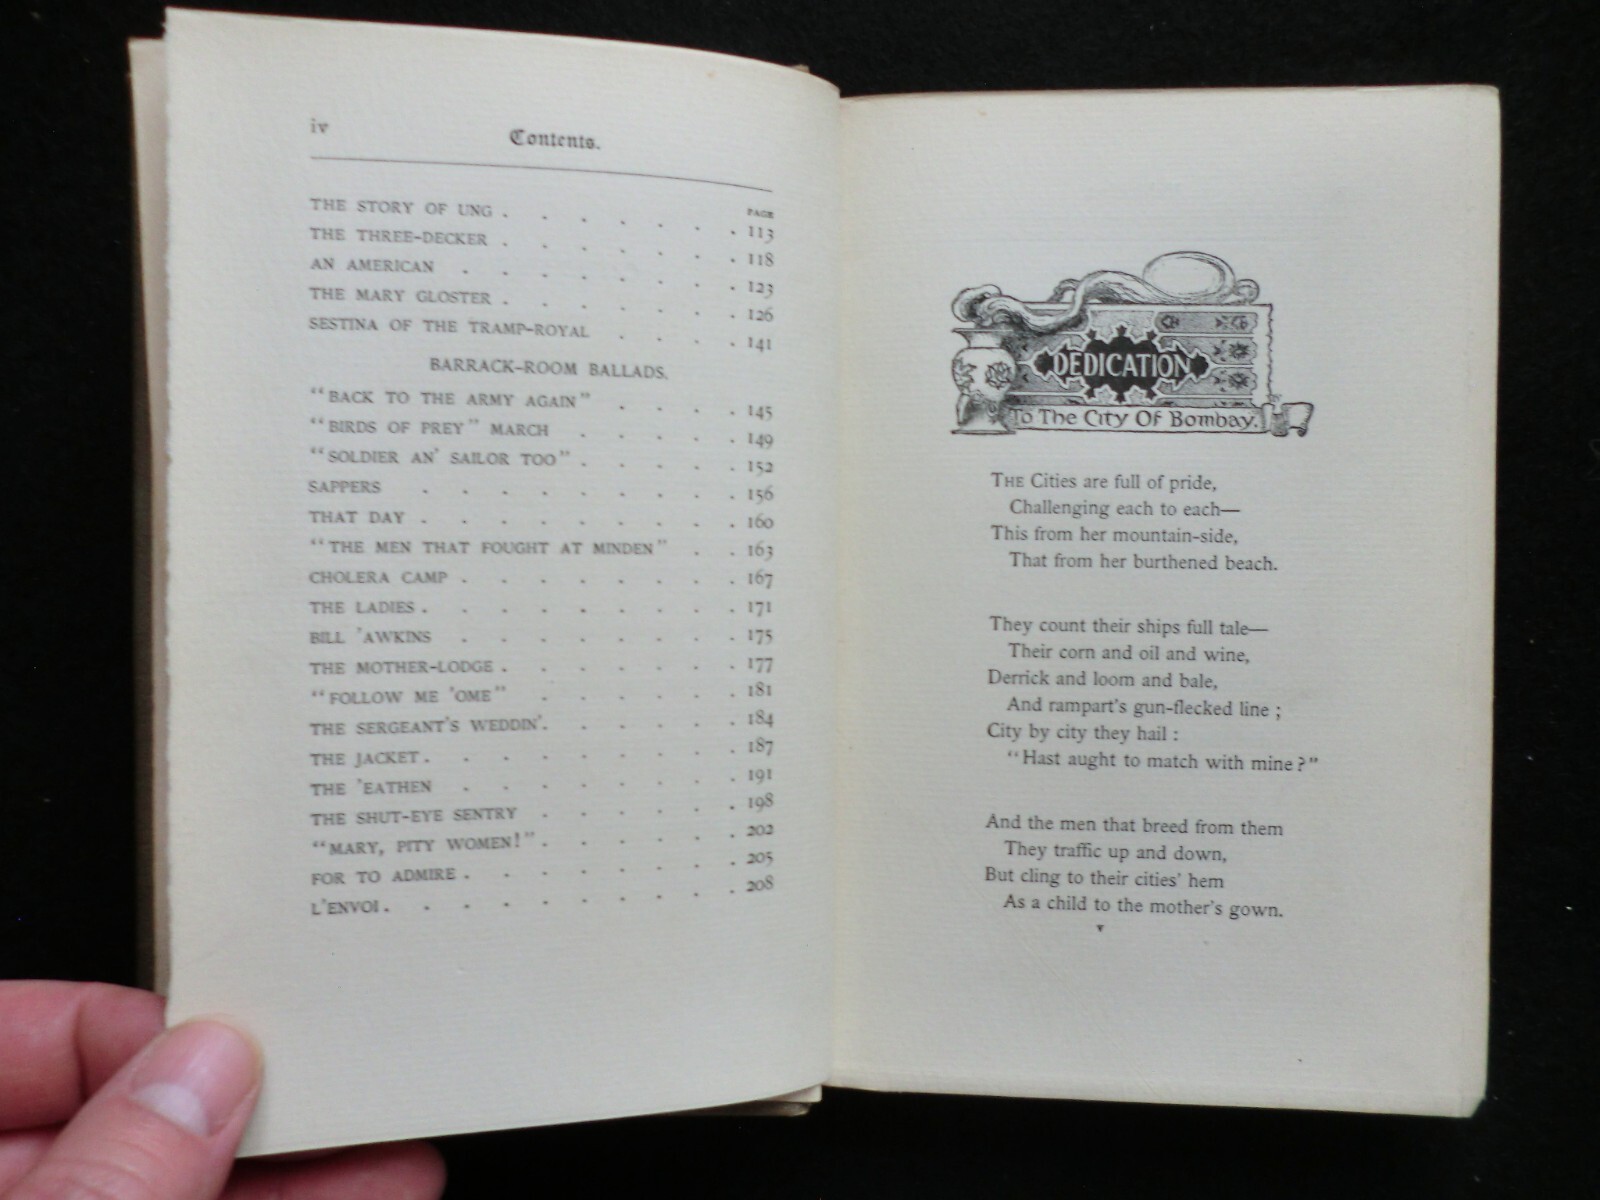 iv
Contents.
PAGE
THE STORY OF UNG . . . . . . . 113
THE THREE-DECKER . . . . . . . 118
AN AMERICAN . . . . . . . . 123
THE MARY GLOSTER . . . . . . . 126
SESTINA OF THE TRAMP-ROYAL . . . . 141
BARRACK-ROOM BALLADS.
"BACK TO THE ARMY AGAIN" . . . . 145
"BIRDS OF PREY" MARCH . . . . . 149
"SOLDIER AN' SAILOR TOO" . . . . . 152
SAPPERS . . . . . . . . . 156
THAT DAY . . . . . . . . . 160
"THE MEN THAT FOUGHT AT MINDEN" . . 163
CHOLERA CAMP . . . . . . . . 167
THE LADIES . . . . . . . . . 171
BILL 'AWKINS . . . . . . . . 175
THE MOTHER-LODGE . . . . . . . 177
"FOLLOW ME 'OME" . . . . . . 181
THE SERGEANT'S WEDDIN'. . . . . . 184
THE JACKET . . . . . . . . . 187
THE 'EATHEN . . . . . . . . 191
THE SHUT-EYE SENTRY . . . . . . 198
"MARY, PITY WOMEN!" . . . . . . 202
FOR TO ADMIRE . . . . . . . . 205
L'ENVOI . . . . . . . . . . 208
DEDICATION
To The City Of Bombay.
THE Cities are full of pride,
Challenging each to each—
This from her mountain-side,
That from her burthened beach.
They count their ships full tale—
Their corn and oil and wine,
Derrick and loom and bale,
And rampart's gun-flecked line ;
City by city they hail :
"Hast aught to match with mine?"
And the men that breed from them
They traffic up and down,
But cling to their cities' hem
As a child to the mother's gown.
v